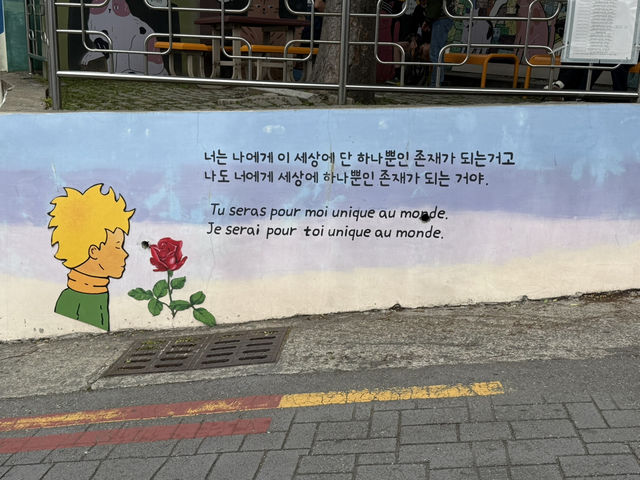 너는 나에게 이 세상에 단 하나뿐인 존재가 되는거고
나도 너에게 세상에 하나뿐인 존재가 되는 거야.
Tu seras pour moi unique au monde.
Je serai pour toi unique au monde.